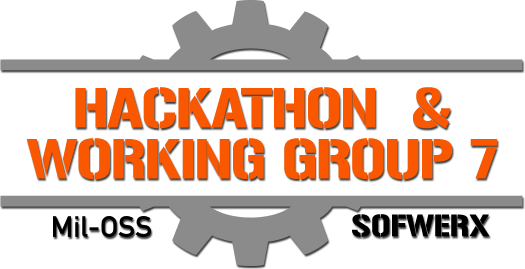 HACKATHON &
WORKING GROUP 7
Mil-OSS SOFWERX